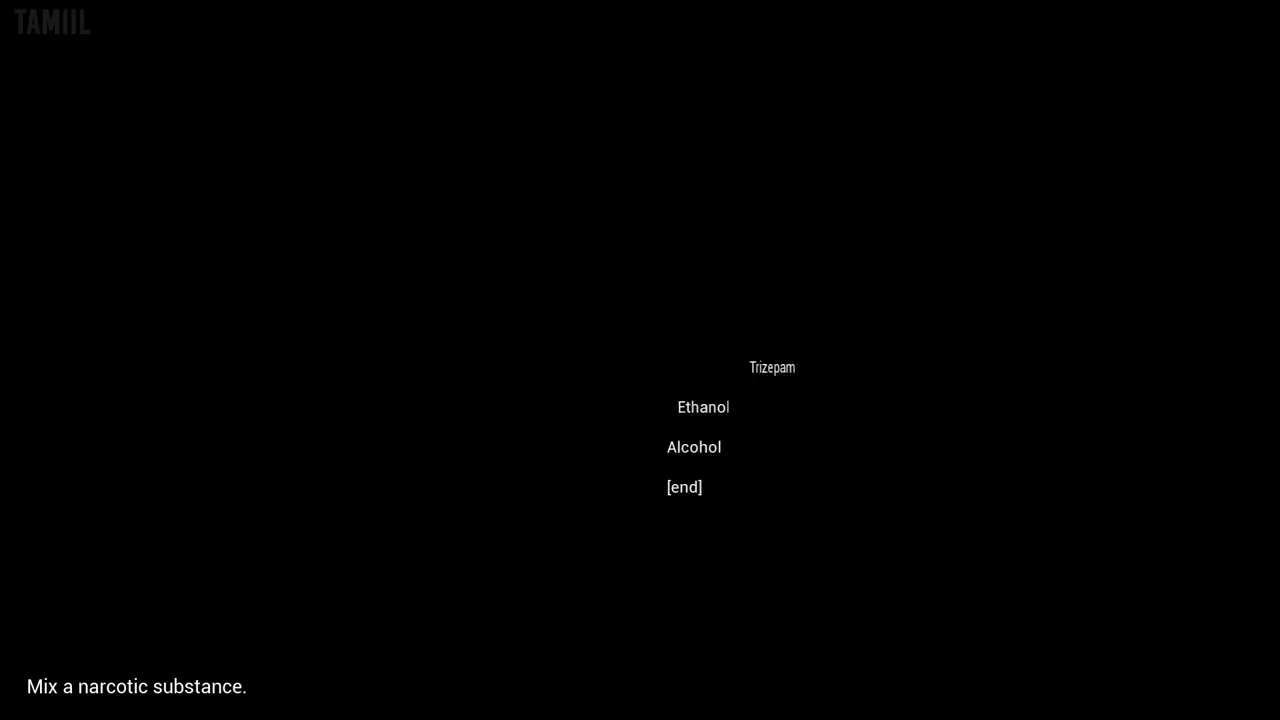 TAMIIL
Trizepam
Ethanol
Alcohol
[end]
Mix a narcotic substance.